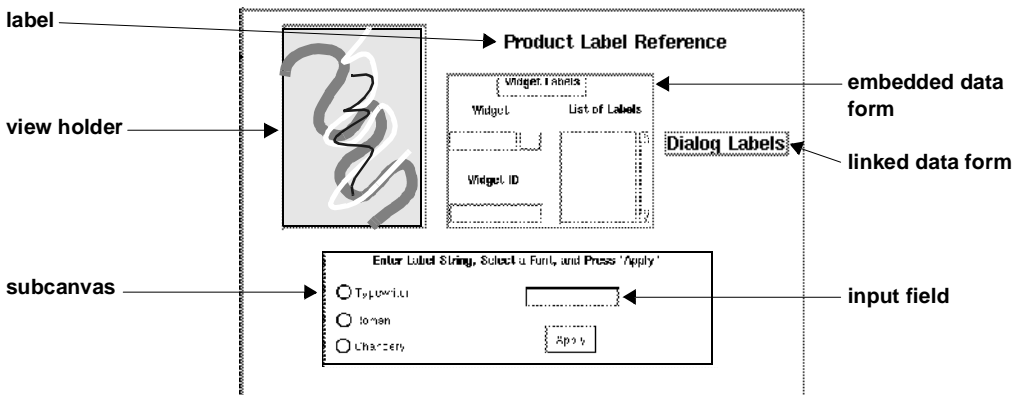 label
Product Label Reference
Widget Labels
embedded data
form
Widget
List of Labels
view holder
Dialog Labels
linked data form
Widget ID
Enter Label String, Select a Font, and Press 'Apply'
subcanvas
Typewriter
input field
Roman
Apply
Chancery